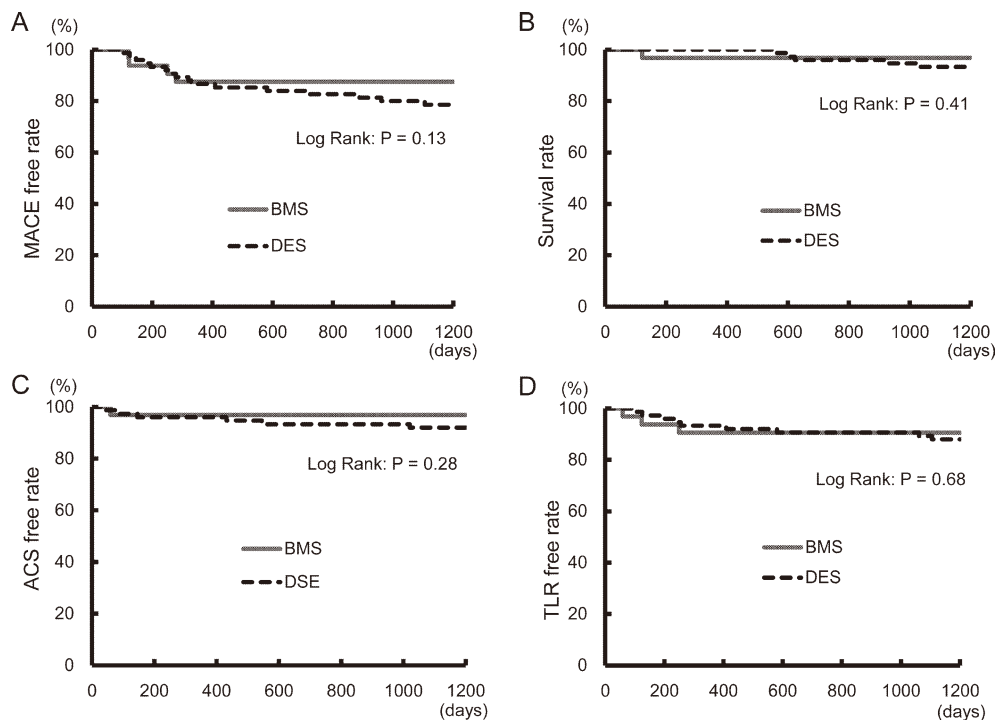 A (%)
100
80
60
40
20
0
MACE free rate
Log Rank: P = 0.13
BMS
DES
0 200 400 600 800 1000 1200
(days)
B (%)
100
80
60
40
20
0
Survival rate
Log Rank: P = 0.41
BMS
DES
0 200 400 600 800 1000 1200
(days)
C (%)
100
80
60
40
20
0
ACS free rate
Log Rank: P = 0.28
BMS
DSE
0 200 400 600 800 1000 1200
(days)
D (%)
100
80
60
40
20
0
TLR free rate
Log Rank: P = 0.68
BMS
DES
0 200 400 600 800 1000 1200
(days)